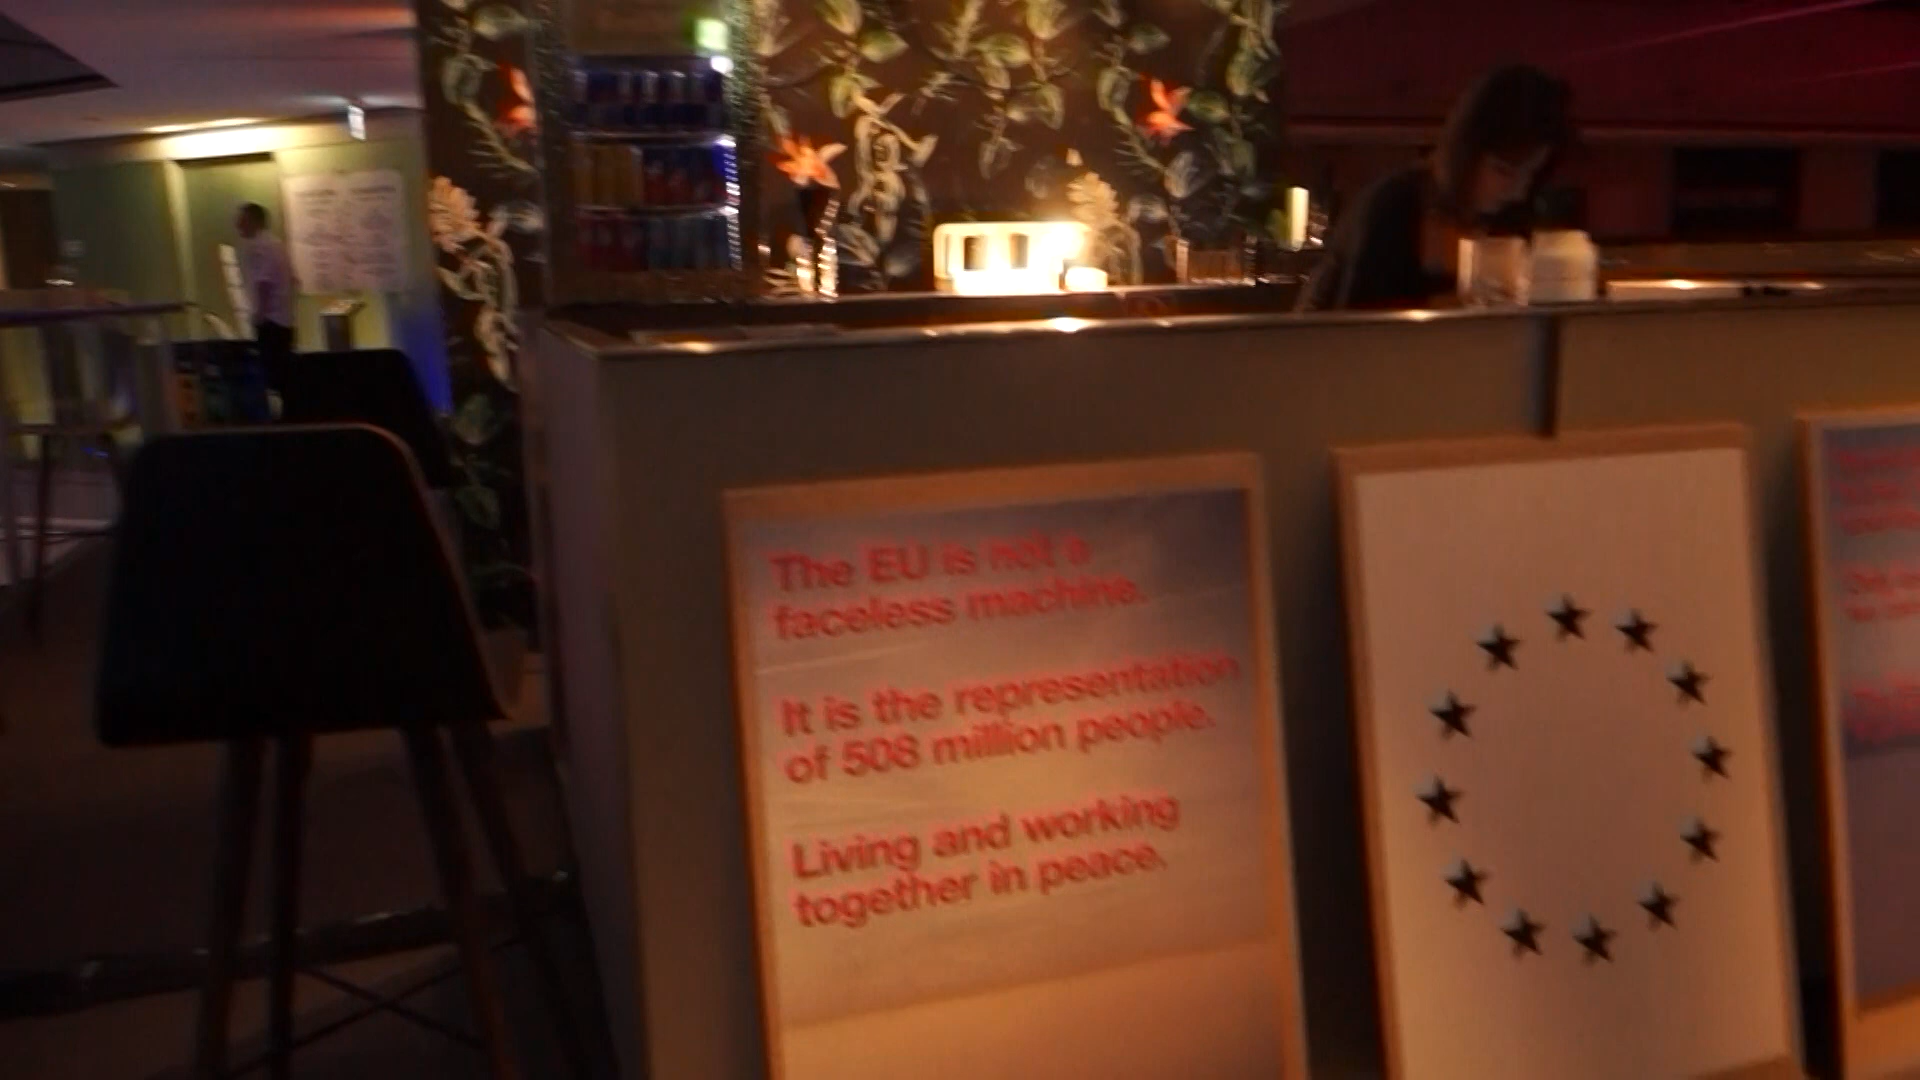 The EU is not a
faceless machine.
It is the representation
of 508 million people.
Living and working
together in peace.